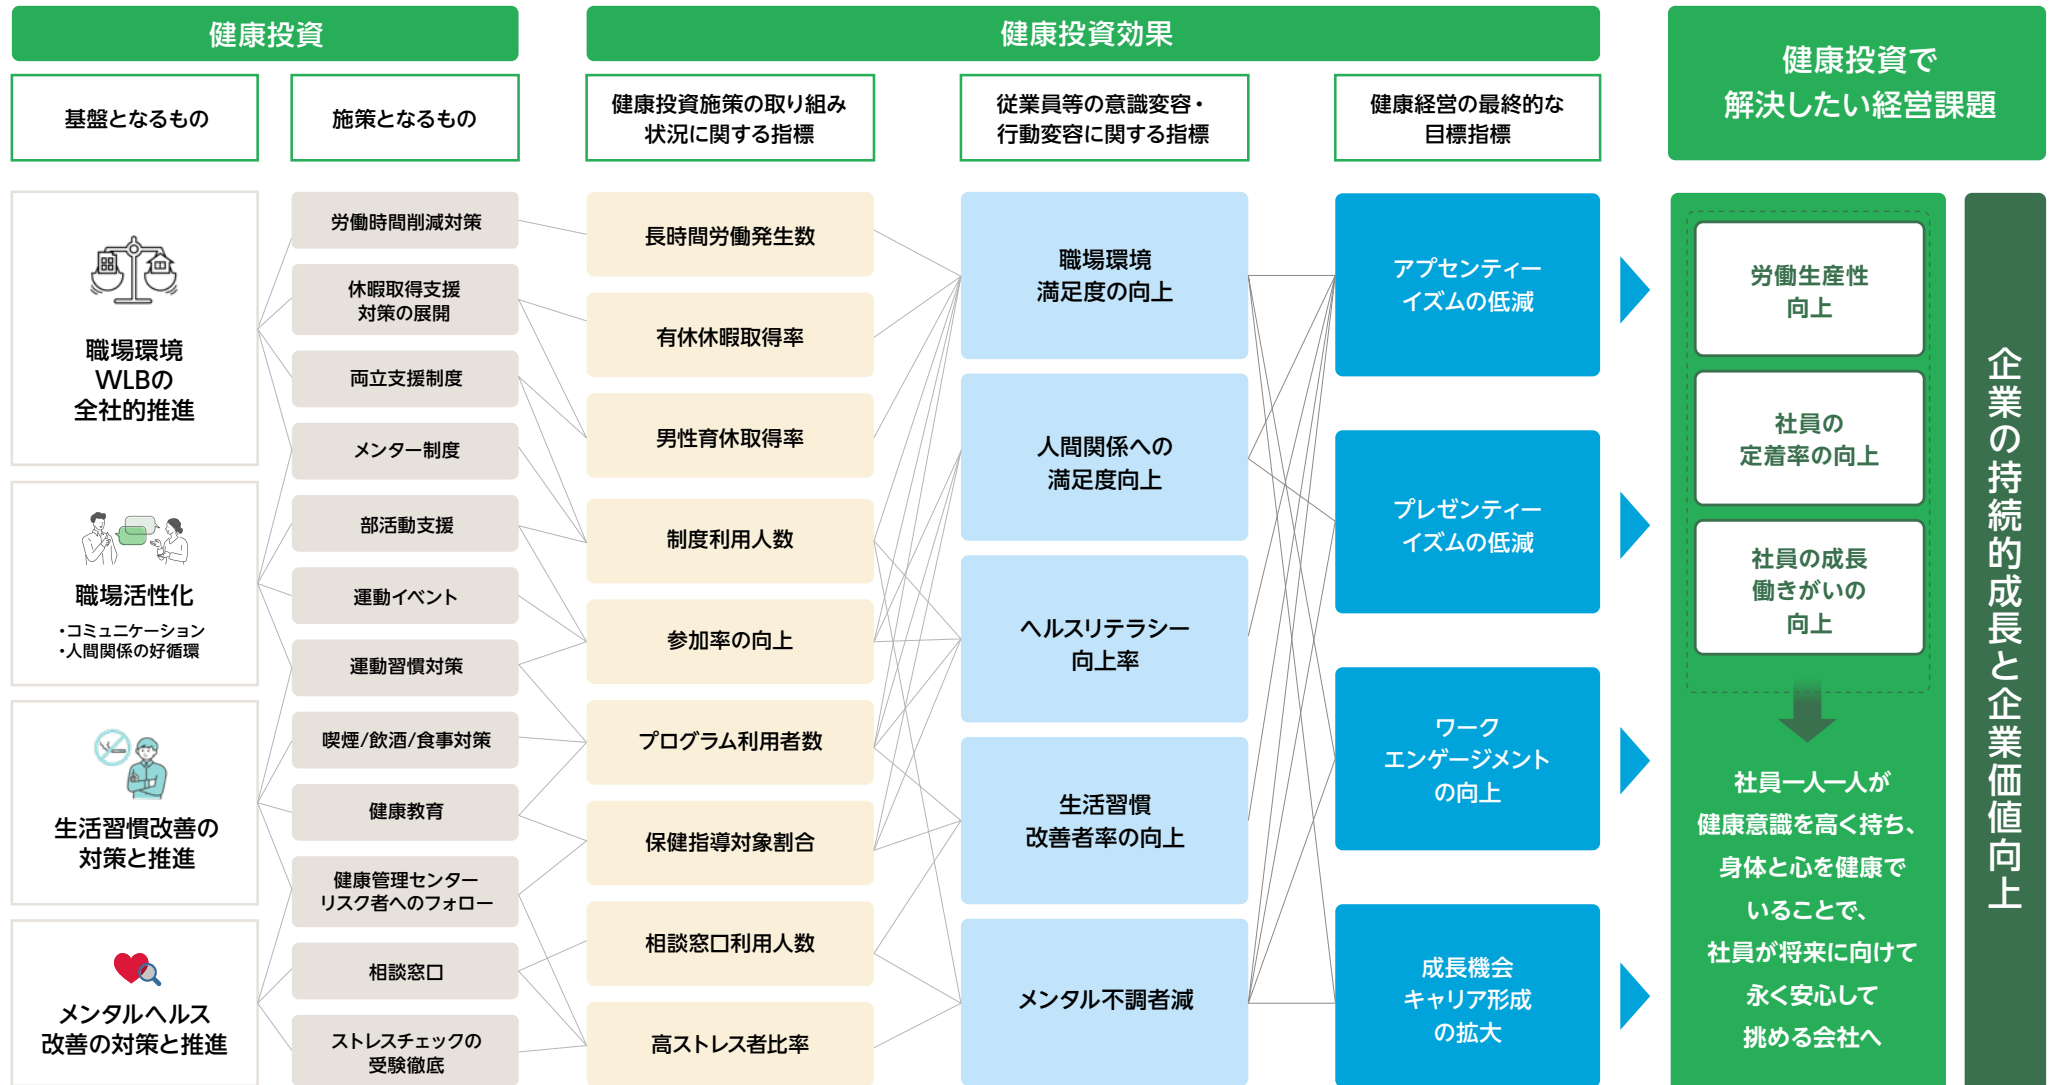 健康投資
健康投資効果
健康投資で
解決したい経営課題
基盤となるもの
施策となるもの
健康投資施策の取り組み
状況に関する指標
従業員等の意識変容・
行動変容に関する指標
健康経営の最終的な
目標指標
職場環境
WLBの
全社的推進
職場活性化
・コミュニケーション
・人間関係の好循環
生活習慣改善の
対策と推進
メンタルヘルス
改善の対策と推進
労働時間削減対策
休暇取得支援
対策の展開
両立支援制度
メンター制度
部活動支援
運動イベント
運動習慣対策
喫煙/飲酒/食事対策
健康教育
健康管理センター
リスク者へのフォロー
相談窓口
ストレスチェックの
受験徹底
長時間労働発生数
有休休暇取得率
男性育休取得率
制度利用人数
参加率の向上
プログラム利用者数
保健指導対象割合
相談窓口利用人数
高ストレス者比率
職場環境
満足度の向上
人間関係への
満足度向上
ヘルスリテラシー
向上率
生活習慣
改善者率の向上
メンタル不調者減
アプセンティー
イズムの低減
プレゼンティー
イズムの低減
ワーク
エンゲージメント
の向上
成長機会
キャリア形成
の拡大
労働生産性
向上
社員の
定着率の向上
社員の成長
働きがいの
向上
社員一人一人が
健康意識を高く持ち、
身体と心を健康で
いることで、
社員が将来に向けて
永く安心して
挑める会社へ
企業の持続的成長と企業価値向上